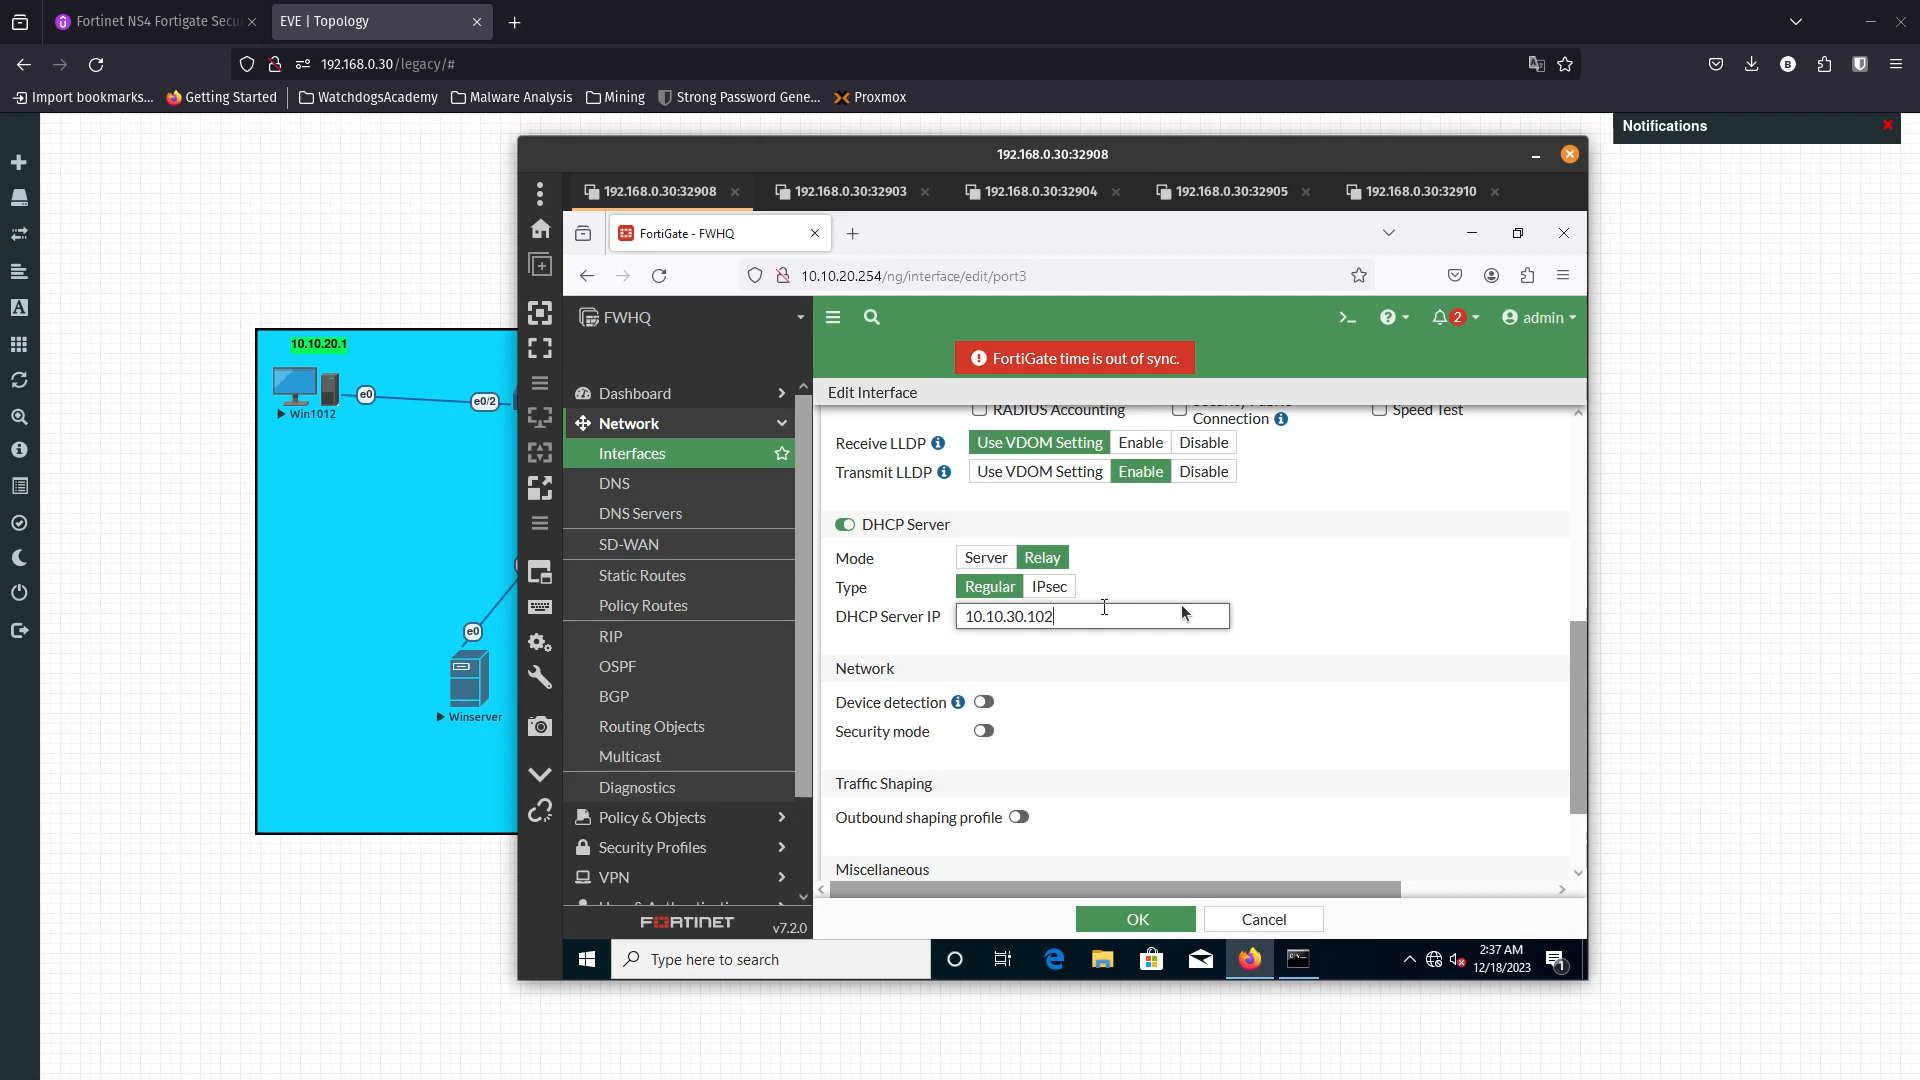 Fortinet NS4 Fortigate Secu
EVE | Topology
192.168.0.30/legacy/#
Import bookmarks...
Getting Started
WatchdogsAcademy
Malware Analysis
Mining
Strong Password Gene...
Proxmox
Notifications
192.168.0.30:32908
192.168.0.30:32908
192.168.0.30:32903
192.168.0.30:32904
192.168.0.30:32905
192.168.0.30:32910
FortiGate - FWHQ
10.10.20.254/ng/interface/edit/port3
FWHQ
2
admin
FortiGate time is out of sync.
Edit Interface
10.10.20.1
e0
e0/2
Win1012
e0
Winserver
Dashboard
Network
Interfaces
DNS
DNS Servers
SD-WAN
Static Routes
Policy Routes
RIP
OSPF
BGP
Routing Objects
Multicast
Diagnostics
Policy & Objects
Security Profiles
VPN
FORTINET
v7.2.0
RADIUS Accounting
Connection
Speed Test
Receive LLDP
Use VDOM Setting
Enable
Disable
Transmit LLDP
Use VDOM Setting
Enable
Disable
DHCP Server
Mode
Server
Relay
Type
Regular
IPsec
DHCP Server IP
10.10.30.102
Network
Device detection
Security mode
Traffic Shaping
Outbound shaping profile
Miscellaneous
OK
Cancel
Type here to search
2:37 AM
12/18/2023
1